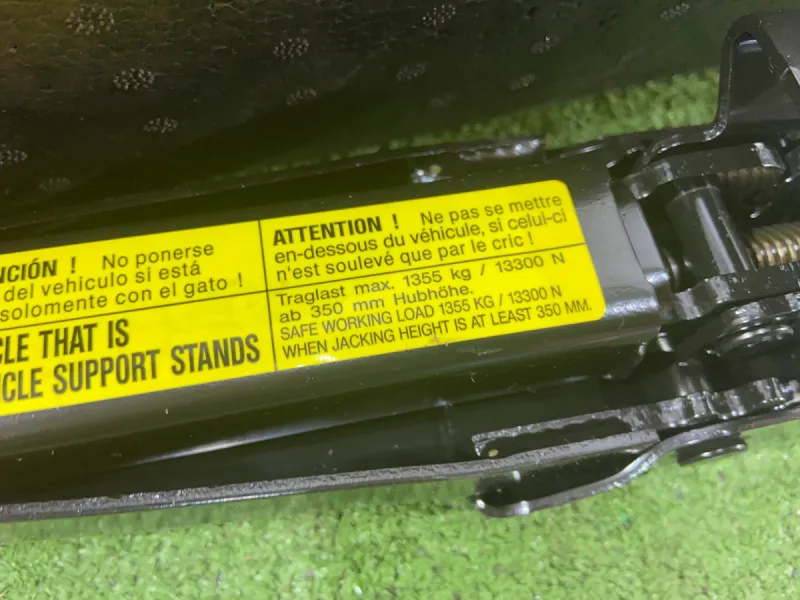 NCIÓN ! No ponerse
del vehiculo si está
solomente con el gato !
CLE THAT IS
ICLE SUPPORT STANDS
ATTENTION ! Ne pas se mettre
en-dessous du véhicule, si celui-ci
n'est soulevé que par le cric !
Traglast max. 1355 kg / 13300 N
ab 350 mm Hubhöhe.
SAFE WORKING LOAD 1355 KG / 13300 N
WHEN JACKING HEIGHT IS AT LEAST 350 MM.